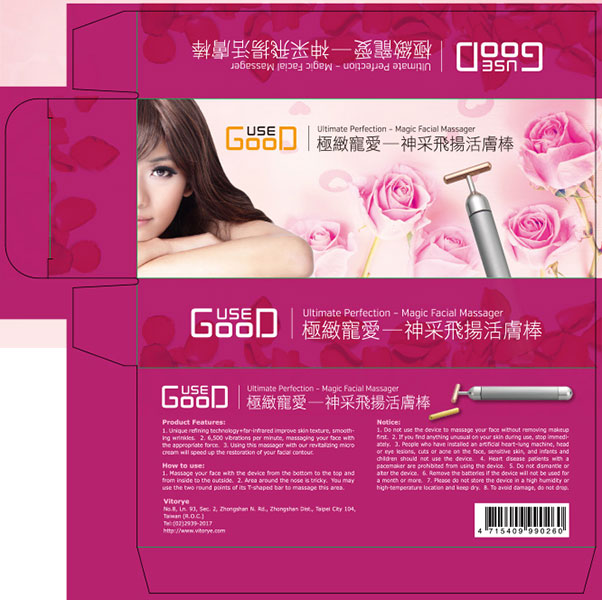 USE
GOOD
Ultimate Perfection - Magic Facial Massager
極緻寵愛—神采飛揚活膚棒
USE
GOOD
Ultimate Perfection - Magic Facial Massager
極緻寵愛—神采飛揚活膚棒
USE
GOOD
Ultimate Perfection - Magic Facial Massager
極緻寵愛—神采飛揚活膚棒
USE
GOOD
Ultimate Perfection - Magic Facial Massager
極緻寵愛—神采飛揚活膚棒
Product Features:
1. Unique refining technology+far-infrared improve skin texture, smooth-
ing wrinkles. 2. 6,500 vibrations per minute, massaging your face with
the appropriate force. 3. Using this massager with our revitalizing micro
cream will speed up the restoration of your facial contour.
How to use:
1. Massage your face with the device from the bottom to the top and
from inside to the outside. 2. Area around the nose is tricky. You may
use the two round points of its T-shaped bar to massage this area.
Vitorye
No.8, Ln. 93, Sec. 2, Zhongshan N. Rd., Zhongshan Dist., Taipei City 104,
Taiwan (R.O.C.)
Tel:(02)2939-2017
http://www.vitorye.com
Notice:
1. Do not use the device to massage your face without removing makeup
first. 2. If you find anything unusual on your skin during use, stop immedi-
ately. 3. People who have installed an artificial heart-lung machine, head
or eye lesions, cuts or acne on the face, sensitive skin, and infants and
children should not use the device. 4. Heart disease patients with a
pacemaker are prohibited from using the device. 5. Do not dismantle or
alter the device. 6. Remove the batteries if the device will not be used for
a month or more. 7. Please do not store the device in a high humidity or
high-temperature location and keep dry. 8. To avoid damage, do not drop.
4 715409 990260